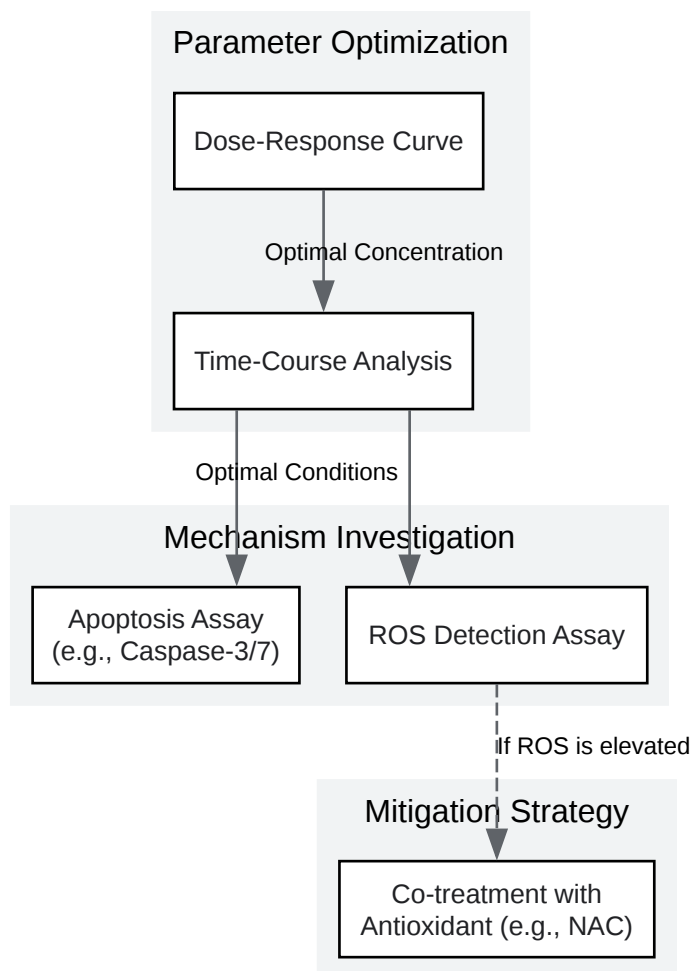 Parameter Optimization
Dose-Response Curve
Optimal Concentration
Time-Course Analysis
Optimal Conditions
Mechanism Investigation
Apoptosis Assay
(e.g., Caspase-3/7)
ROS Detection Assay
If ROS is elevated
Mitigation Strategy
Co-treatment with
Antioxidant (e.g., NAC)